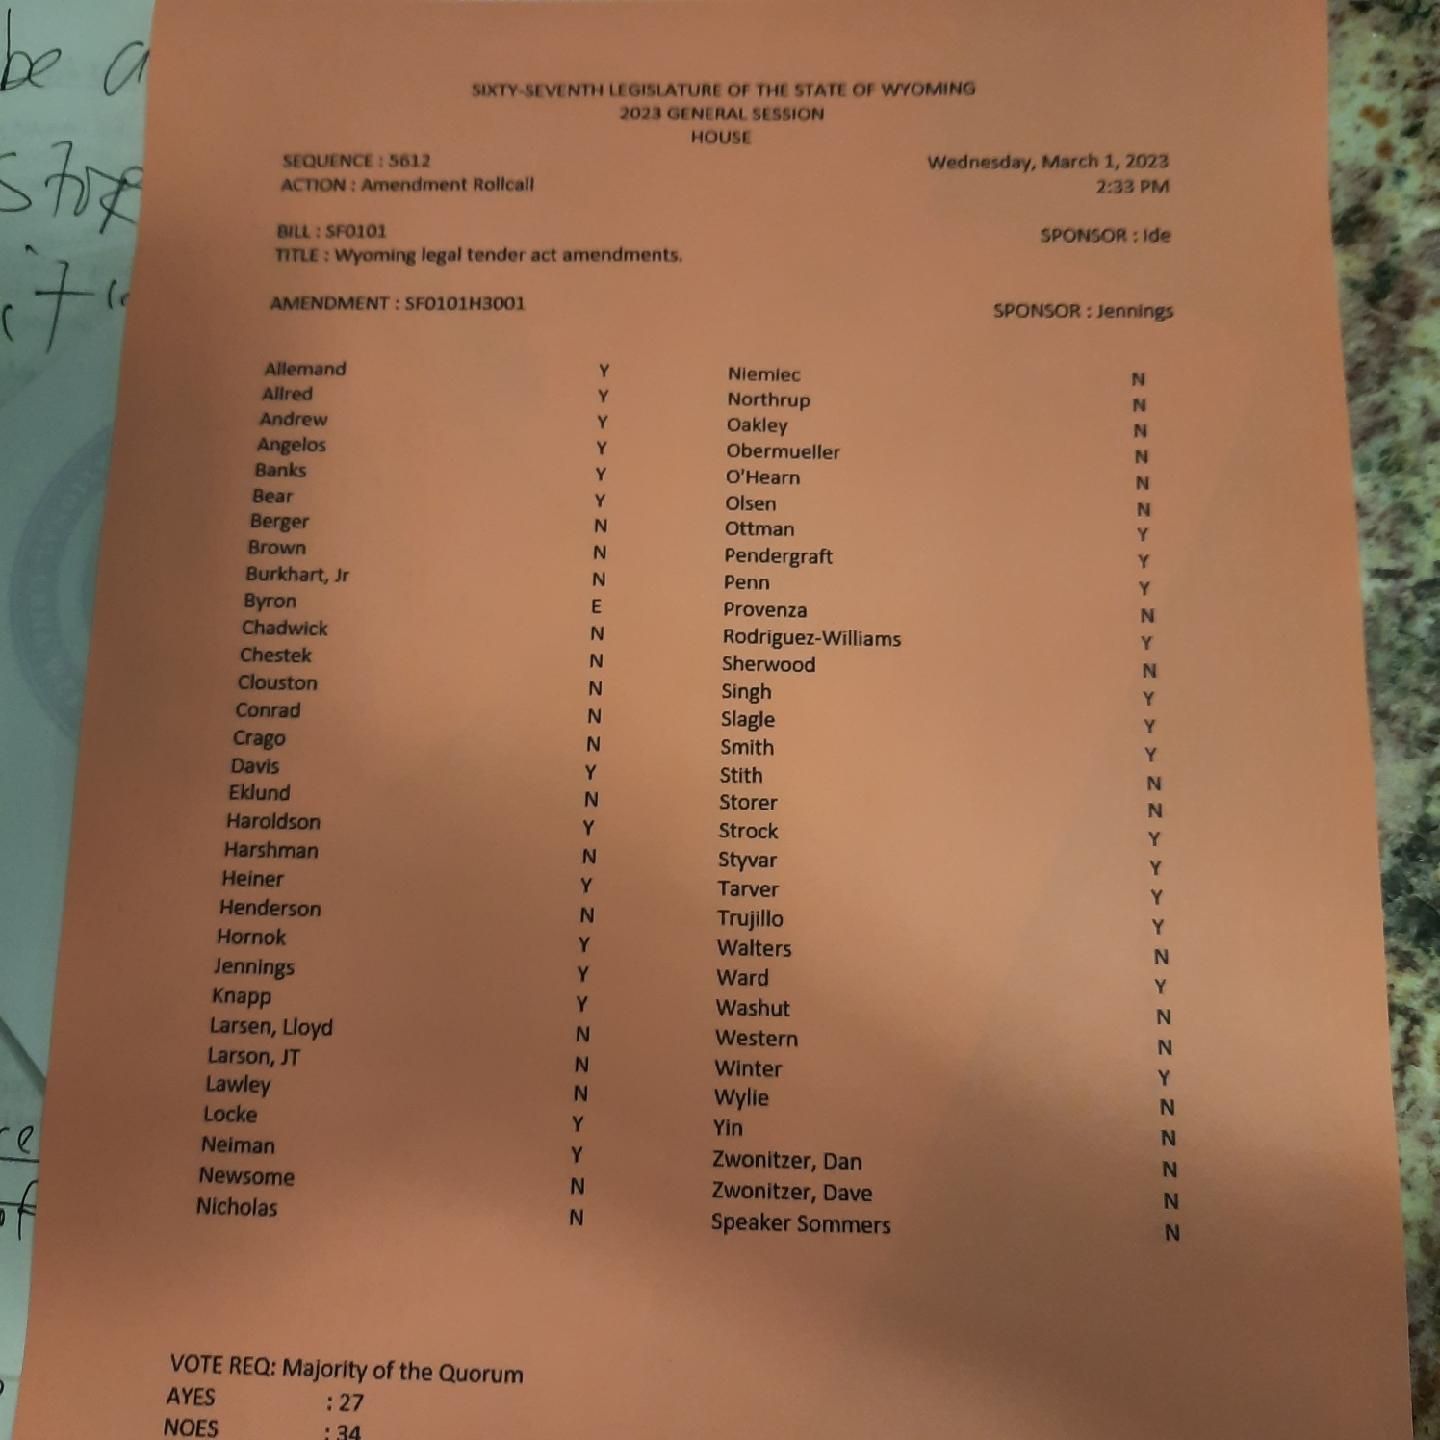 be a
SIXTY-SEVENTH LEGISLATURE OF THE STATE OF WYOMING
2023 GENERAL SESSION
HOUSE
SEQUENCE : 5612 Wednesday, March 1, 2023
ACTION : Amendment Rollcall 2:33 PM
BILL : SF0101 SPONSOR : Ide
TITLE : Wyoming legal tender act amendments.
AMENDMENT : SF0101H3001 SPONSOR : Jennings
Allemand Y Niemiec N
Allred Y Northrup N
Andrew Y Oakley N
Angelos Y Obermueller N
Banks Y O'Hearn N
Bear Y Olsen N
Berger N Ottman Y
Brown N Pendergraft Y
Burkhart, Jr N Penn Y
Byron E Provenza N
Chadwick N Rodriguez-Williams Y
Chestek N Sherwood N
Clouston N Singh Y
Conrad N Slagle Y
Crago N Smith Y
Davis Y Stith N
Eklund N Storer N
Haroldson Y Strock Y
Harshman N Styvar Y
Heiner Y Tarver Y
Henderson N Trujillo Y
Hornok Y Walters N
Jennings Y Ward Y
Knapp Y Washut N
Larsen, Lloyd N Western N
Larson, JT N Winter Y
Lawley N Wylie N
Locke Y Yin N
Neiman Y Zwonitzer, Dan N
Newsome N Zwonitzer, Dave N
Nicholas N Speaker Sommers N
VOTE REQ: Majority of the Quorum
AYES : 27
NOES : 34